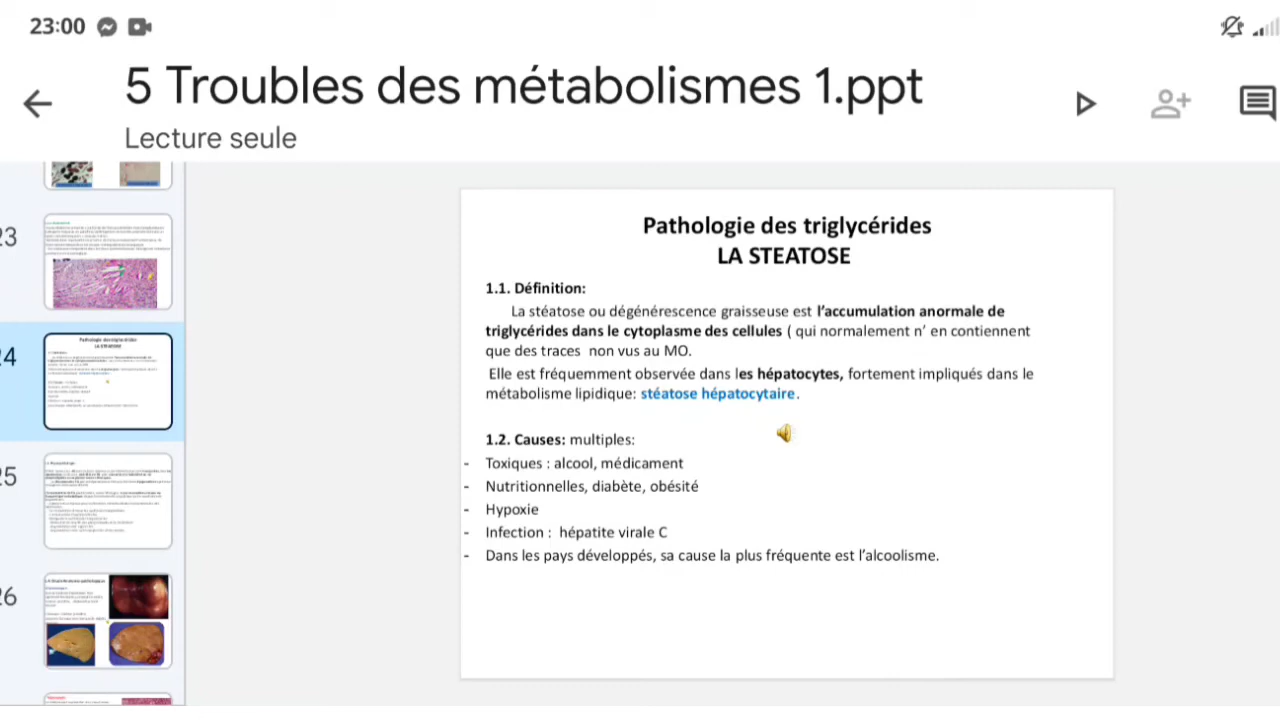 23:00
5 Troubles des métabolismes 1.ppt
Lecture seule
23
24
25
26
Pathologie des triglycérides
LA STEATOSE
1.1. Définition:
La stéatose ou dégénérescence graisseuse est l'accumulation anormale de
triglycérides dans le cytoplasme des cellules ( qui normalement n' en contiennent
que des traces non vus au MO.
Elle est fréquemment observée dans les hépatocytes, fortement impliqués dans le
métabolisme lipidique: stéatose hépatocytaire.
1.2. Causes: multiples:
- Toxiques : alcool, médicament
- Nutritionnelles, diabète, obésité
- Hypoxie
- Infection : hépatite virale C
- Dans les pays développés, sa cause la plus fréquente est l'alcoolisme.